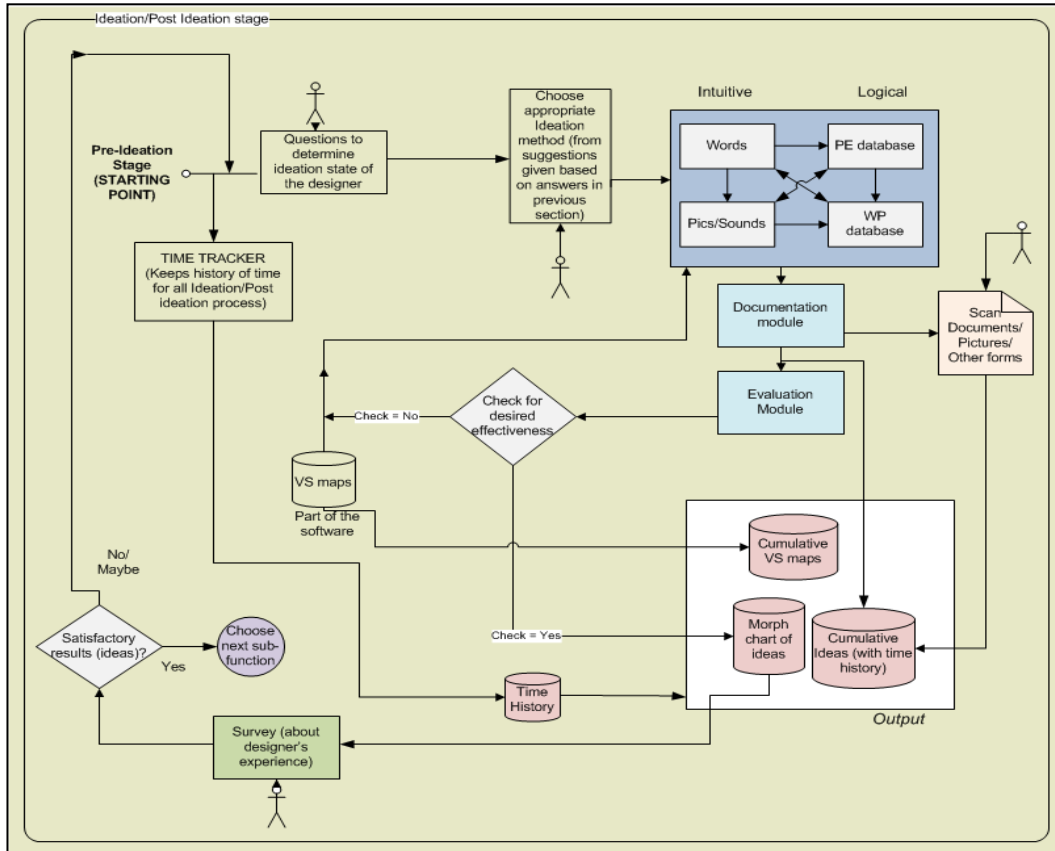 Ideation/Post Ideation stage
Pre-Ideation
Stage
(STARTING
POINT)
Questions to
determine
ideation state of
the designer
Choose
appropriate
Ideation
method (from
suggestions
given based
on answers in
previous
section)
Intuitive
Logical
Words
PE database
Pics/Sounds
WP
database
TIME TRACKER
(Keeps history of time
for all Ideation/Post
ideation process)
Documentation
module
Scan
Documents/
Pictures/
Other forms
Evaluation
Module
Check for
desired
effectiveness
Check = No
VS maps
Part of the
software
Cumulative
VS maps
No/
Maybe
Satisfactory
results (ideas)?
Yes
Choose
next sub-
function
Check = Yes
Morph
chart of
ideas
Cumulative
Ideas (with time
history)
Time
History
Output
Survey (about
designer's
experience)